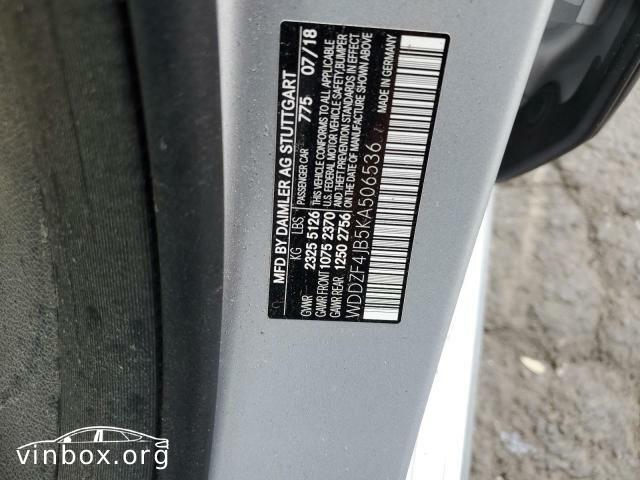 MFD BY DAIMLER AG STUTTGART
KG LBS PASSENGER CAR 775 07/18
GVWR 2325 5126 THIS VEHICLE CONFORMS TO ALL APPLICABLE
GAWR FRONT 1075 2370 U.S. FEDERAL MOTOR VEHICLE SAFETY, BUMPER
GAWR REAR 1250 2756 AND THEFT PREVENTION STANDARDS IN EFFECT
ON THE DATE OF MANUFACTURE SHOWN ABOVE
WDDZF4JB5KA506536 MADE IN GERMANY
vinbox.org